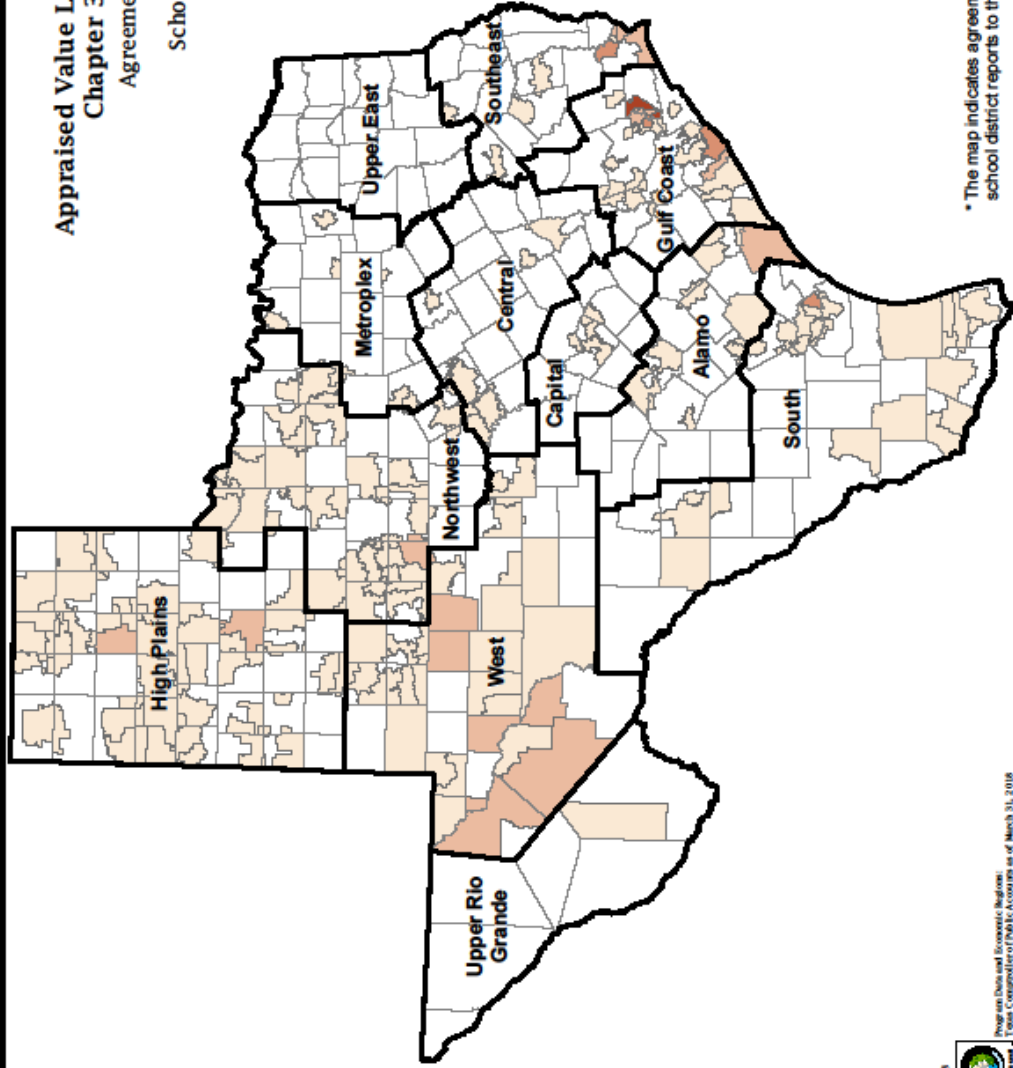 Appraised Value L
Chapter 3
Agreeme
Scho
High Plains
Northwest
Metroplex
Upper East
Southeast
Upper Rio
Grande
West
Central
Capital
Gulf Coast
Alamo
South
* The map indicates agreem
school district reports to th
Program Data and Economic Regions:
Texas Comptroller of Public Accounts as of March 31, 2018